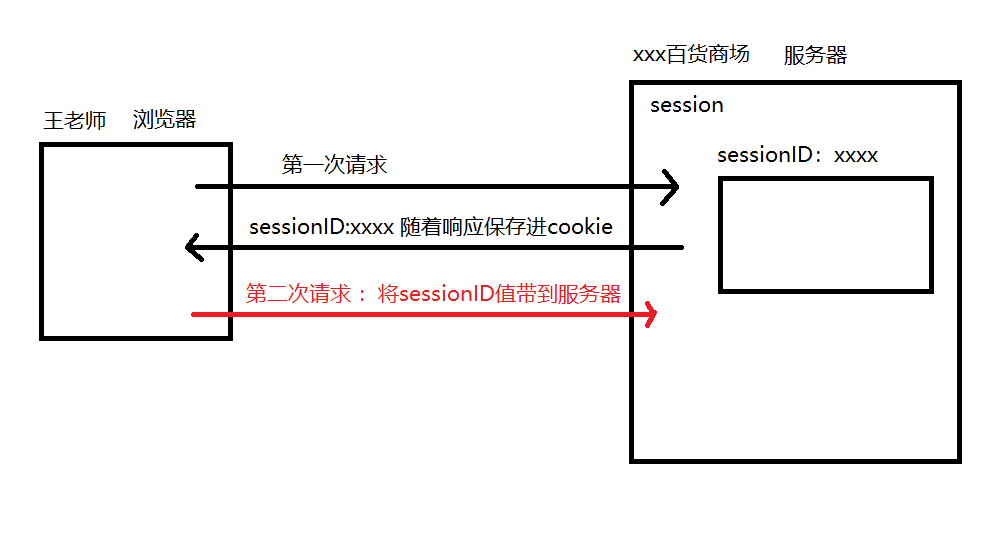 xxx百货商场 服务器
王老师 浏览器
session
sessionID：xxxx
第一次请求
sessionID:xxxx 随着响应保存进cookie
第二次请求 ：将sessionID值带到服务器